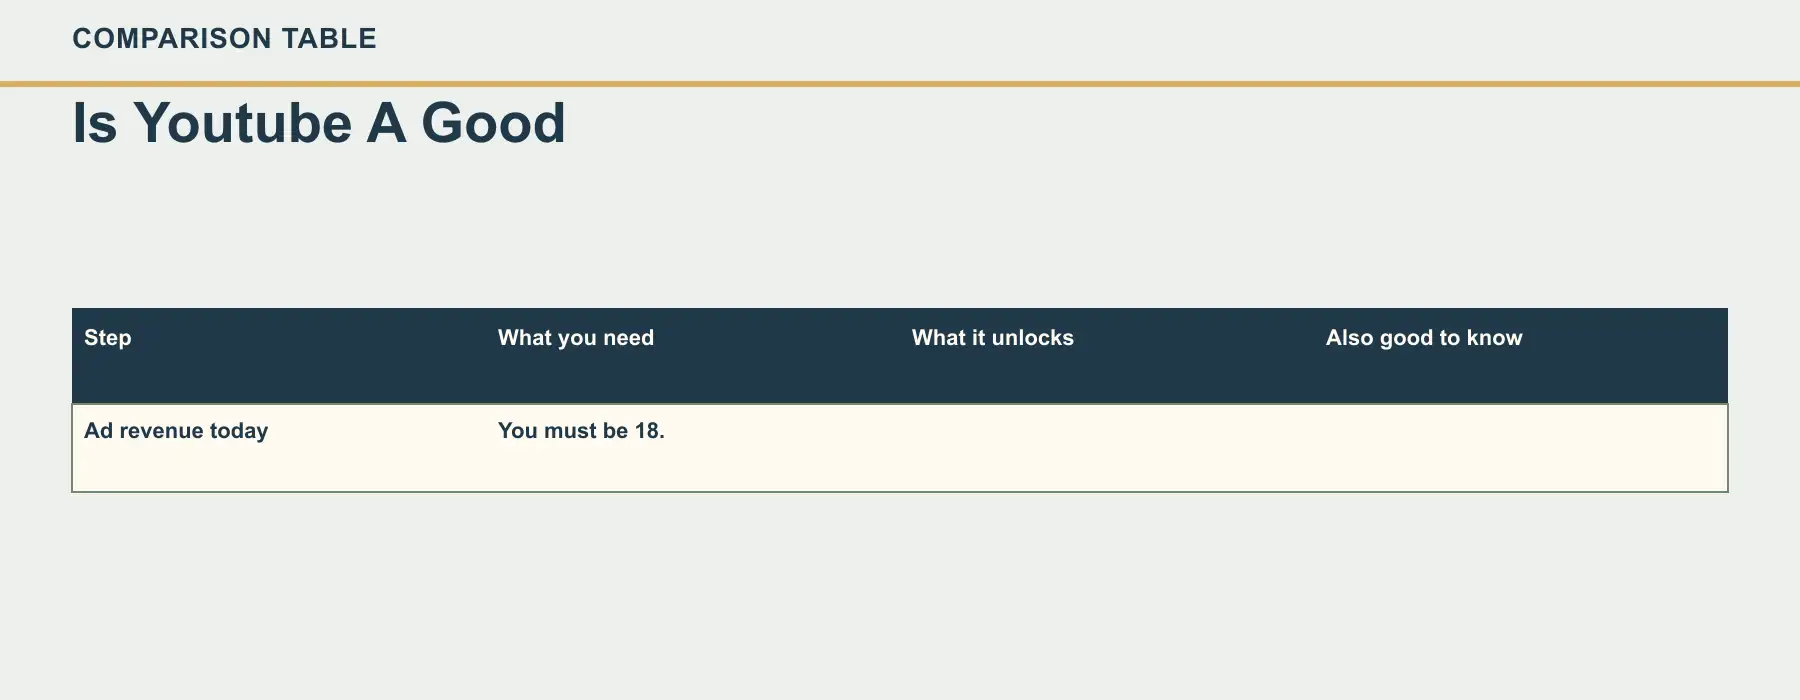 COMPARISON TABLE
Is Youtube A Good
Step What you need What it unlocks Also good to know
Ad revenue today You must be 18.